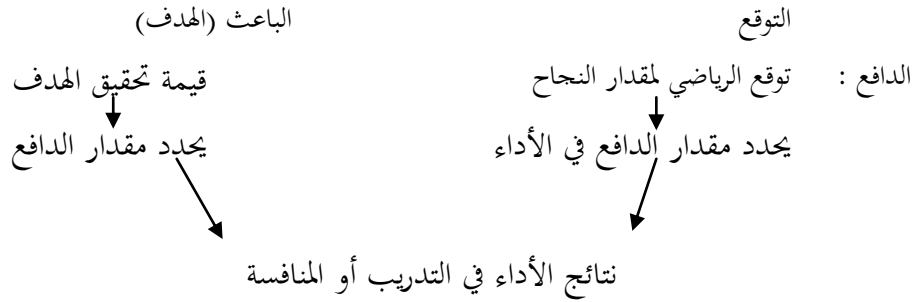 التوقع الباعث (الهدف)
الدافع : توقع الرياضي لمقدار النجاح قيمة تحقيق الهدف
يحدد مقدار الدافع في الأداء يحدد مقدار الدافع
نتائج الأداء في التدريب أو المنافسة